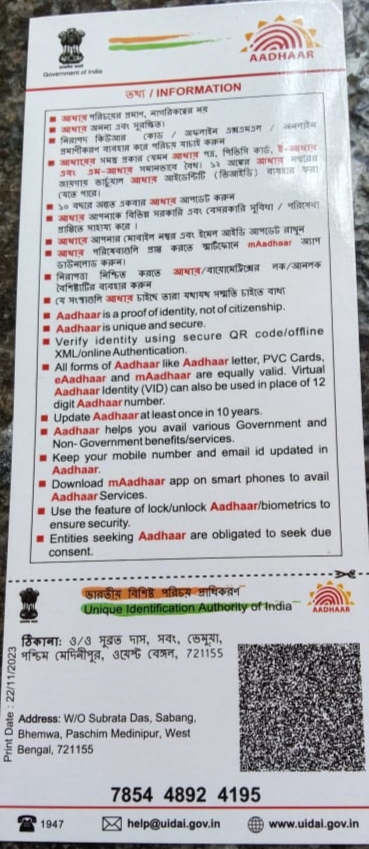 Government of India
AADHAAR
তথ্য / INFORMATION
আধার পরিচয়ের প্রমাণ, নাগরিকত্বের নয়
আধার অনন্য এবং সুরক্ষিত।
নিরাপদ কিউআর কোড / অফলাইন এক্সএমএল / অনলাইন
প্রমাণীকরণ ব্যবহার করে পরিচয় যাচাই করুন
আধারের সমস্ত প্রকার যেমন আধার পত্র, পিভিসি কার্ড, ই-আধার
এবং এম-আধার সমানভাবে বৈধ। ১২ অঙ্কের আধার নম্বরের
জায়গায় ভার্চুয়াল আধার আইডেন্টিটি (ভিআইডি) ব্যবহার করা
যেতে পারে।
১০ বছরে অন্তত একবার আধার আপডেট করুন
আধার আপনাকে বিভিন্ন সরকারি এবং বেসরকারি সুবিধা / পরিষেবা
প্রাপ্তিতে সাহায্য করে।
আধারে আপনার মোবাইল নম্বর এবং ইমেল আইডি আপডেট রাখুন
আধার পরিষেবাগুলি প্রাপ্ত করতে স্মার্টফোনে mAadhaar অ্যাপ
ডাউনলোড করুন।
নিরাপত্তা নিশ্চিত করতে আধার/বায়োমেট্রিক্সের লক/আনলক
বৈশিষ্ট্যটির ব্যবহার করুন
যে সংস্থাগুলি আধার চাইছে তারা যথাযথ সম্মতি চাইতে বাধ্য
Aadhaar is a proof of identity, not of citizenship.
Aadhaar is unique and secure.
Verify identity using secure QR code/offline
XML/online Authentication.
All forms of Aadhaar like Aadhaar letter, PVC Cards,
eAadhaar and mAadhaar are equally valid. Virtual
Aadhaar Identity (VID) can also be used in place of 12
digit Aadhaar number.
Update Aadhaar at least once in 10 years.
Aadhaar helps you avail various Government and
Non- Government benefits/services.
Keep your mobile number and email id updated in
Aadhaar.
Download mAadhaar app on smart phones to avail
Aadhaar Services.
Use the feature of lock/unlock Aadhaar/biometrics to
ensure security.
Entities seeking Aadhaar are obligated to seek due
consent.
ভারতীয় বিশিষ্ট পরিচয় প্রাধিকরণ
Unique Identification Authority of India
AADHAAR
ঠিকানা: ও/ও সুব্রত দাস, সবং, ভেমুয়া,
পশ্চিম মেদিনীপুর, ওয়েস্ট বেঙ্গল, 721155
Print Date : 22/11/2023
Address: W/O Subrata Das, Sabang,
Bhemwa, Paschim Medinipur, West
Bengal, 721155
7854 4892 4195
1947 help@uidai.gov.in www.uidai.gov.in